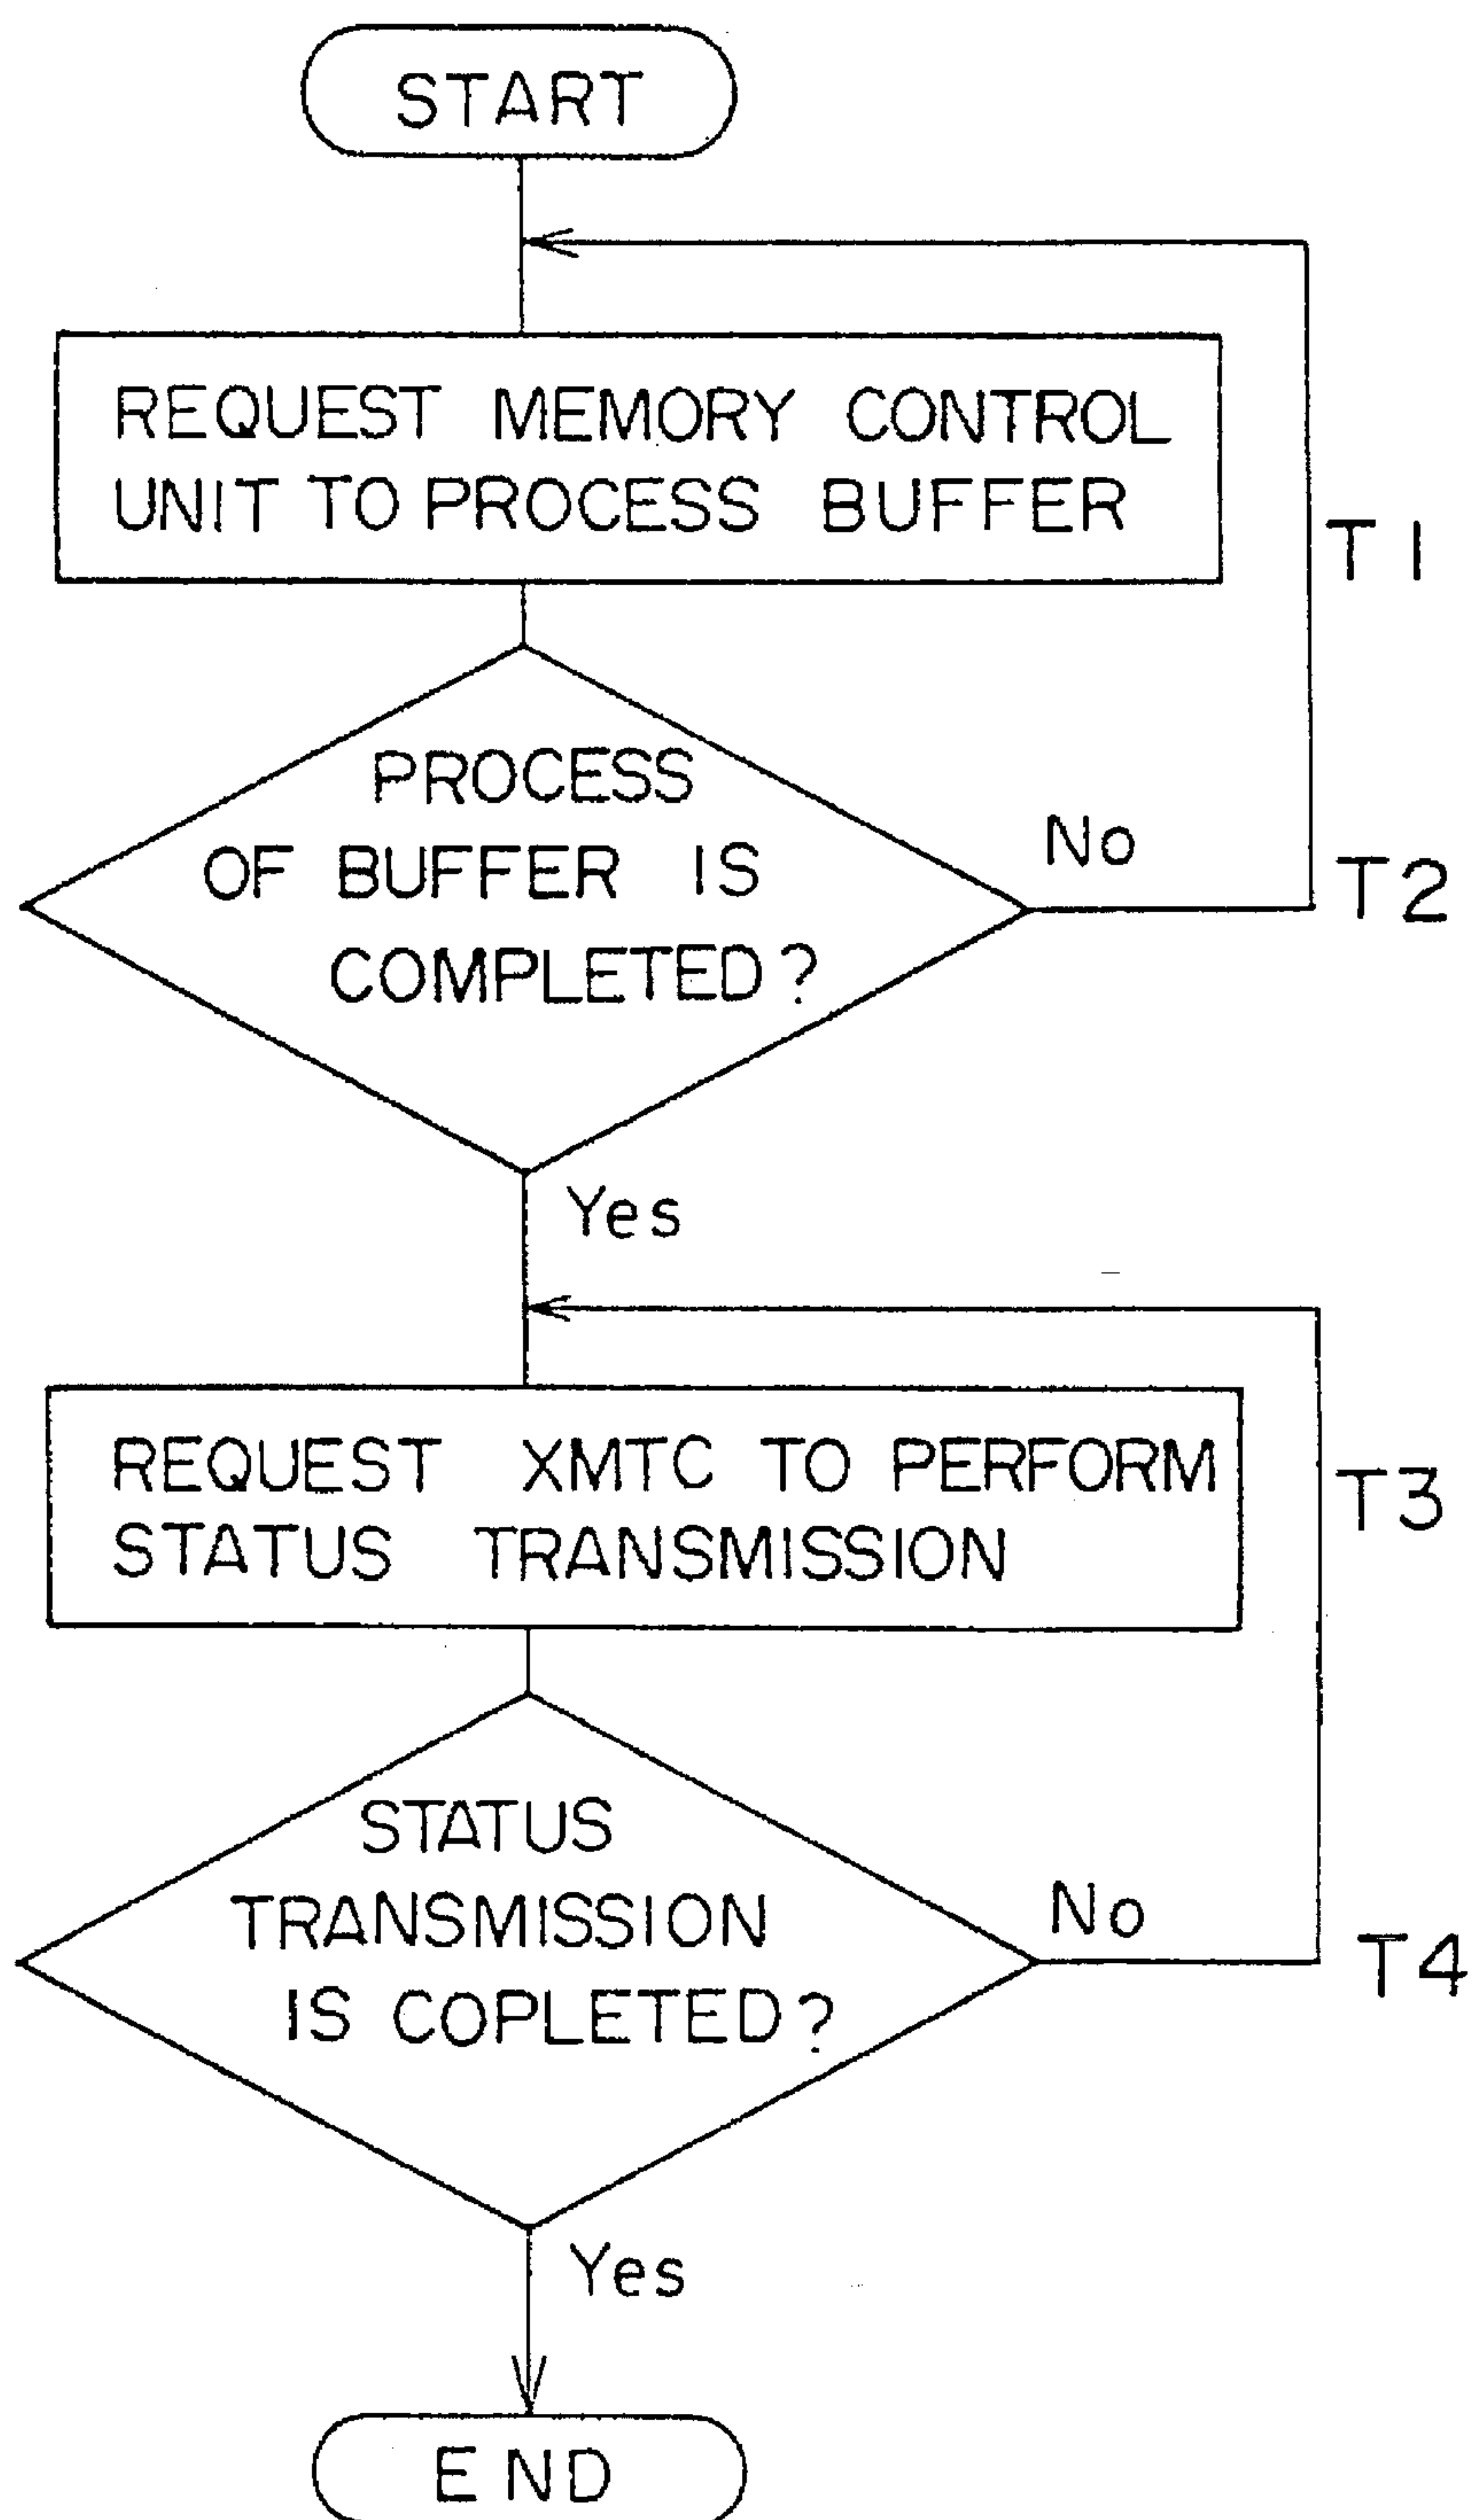 START
REQUEST MEMORY CONTROL
UNIT TO PROCESS BUFFER
T1
PROCESS
OF BUFFER IS
COMPLETED?
No
T2
Yes
REQUEST XMTC TO PERFORM
STATUS TRANSMISSION
T3
STATUS
TRANSMISSION
IS COPLETED?
No
T4
Yes
END